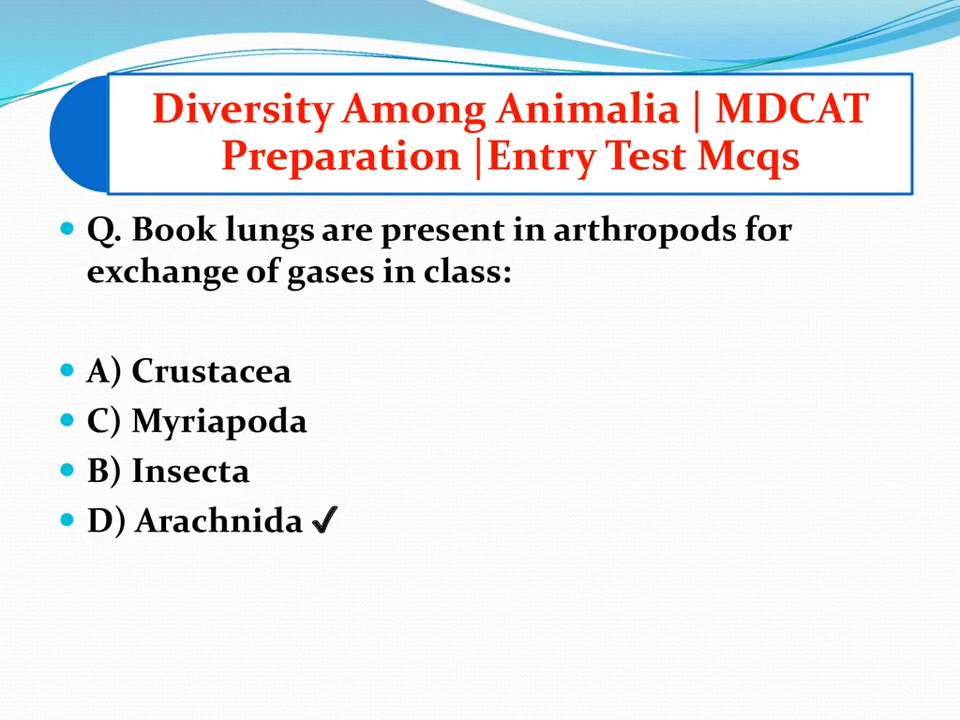 Diversity Among Animalia | MDCAT
Preparation |Entry Test Mcqs
• Q. Book lungs are present in arthropods for
exchange of gases in class:
• A) Crustacea
• C) Myriapoda
• B) Insecta
• D) Arachnida ✓